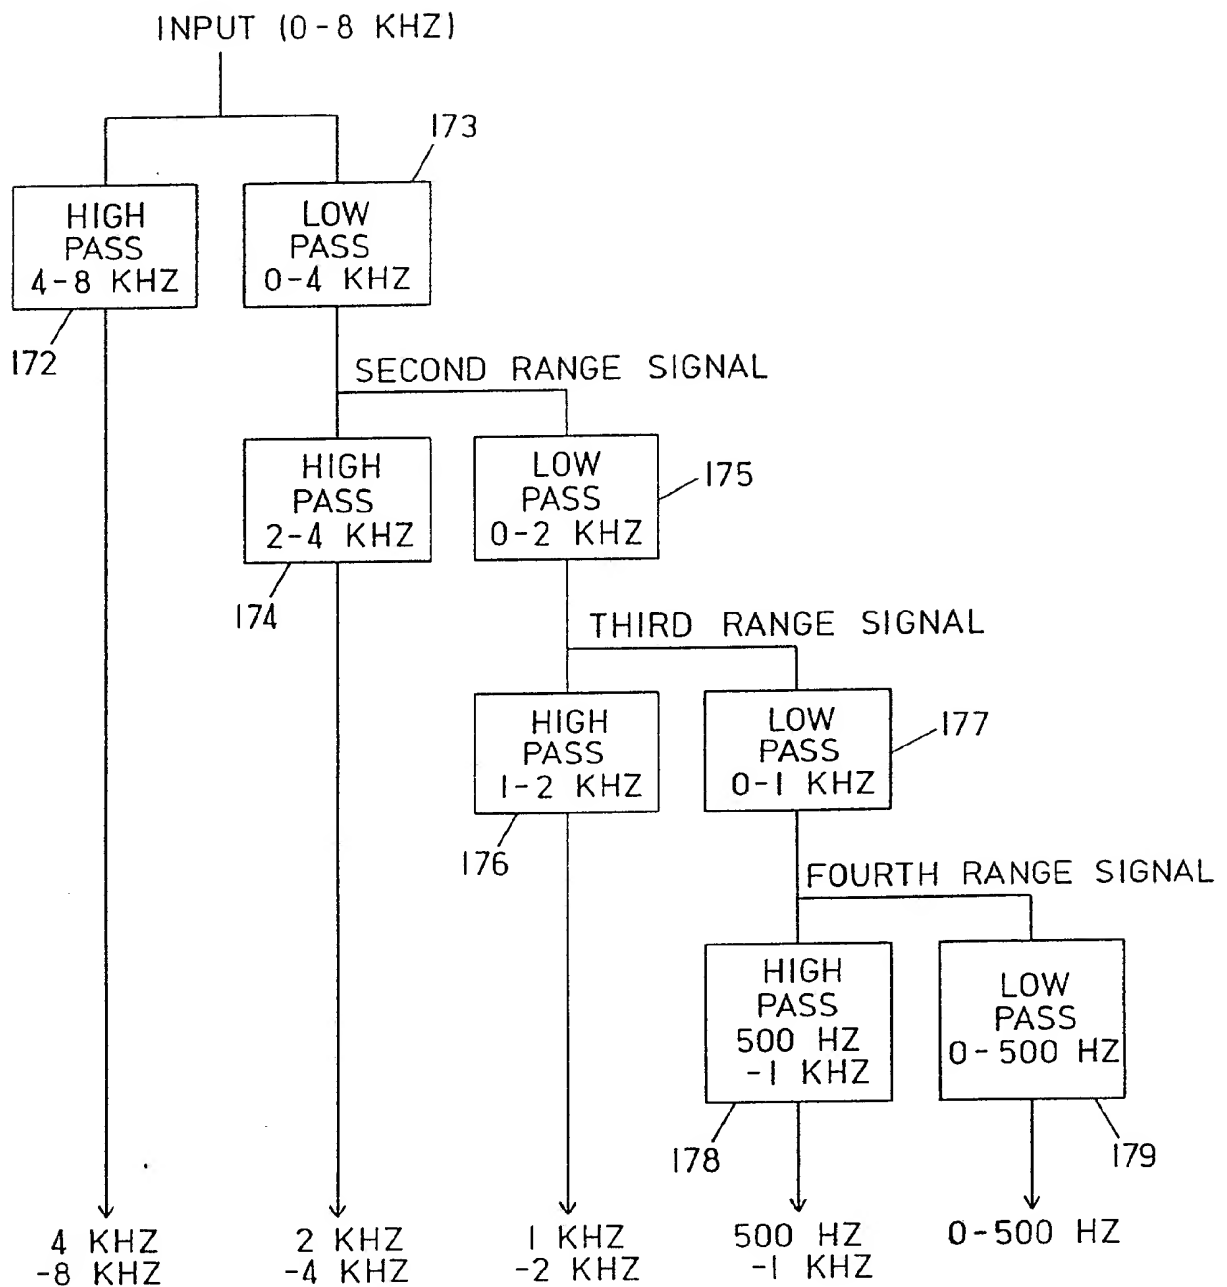 INPUT (0-8 KHZ)
173
HIGH
PASS
4-8 KHZ
LOW
PASS
0-4 KHZ
172
SECOND RANGE SIGNAL
HIGH
PASS
2-4 KHZ
LOW
PASS
0-2 KHZ
175
174
THIRD RANGE SIGNAL
HIGH
PASS
1-2 KHZ
LOW
PASS
0-1 KHZ
177
176
FOURTH RANGE SIGNAL
HIGH
PASS
500 HZ
-1 KHZ
LOW
PASS
0-500 HZ
178
179
4 KHZ
-8 KHZ
2 KHZ
-4 KHZ
1 KHZ
-2 KHZ
500 HZ
-1 KHZ
0-500 HZ